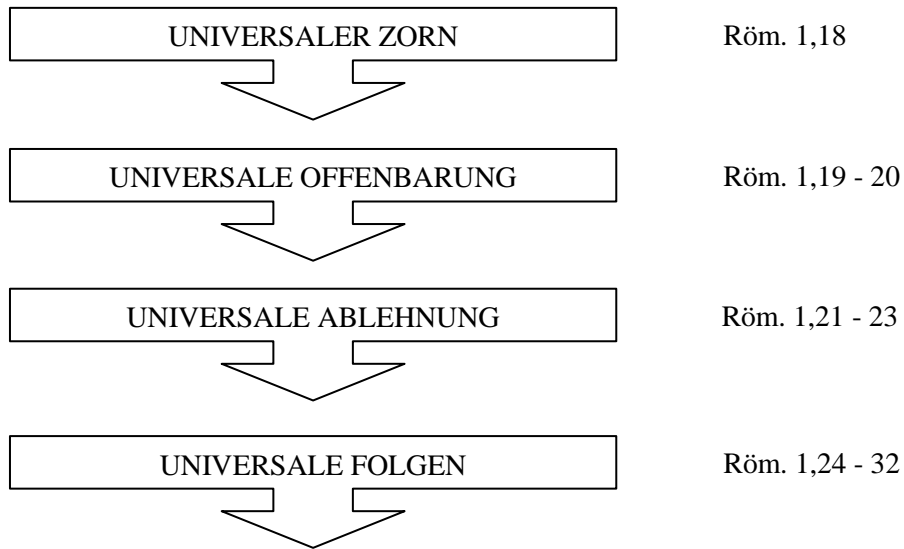 UNIVERSALER ZORN Röm. 1,18
UNIVERSALE OFFENBARUNG Röm. 1,19 - 20
UNIVERSALE ABLEHNUNG Röm. 1,21 - 23
UNIVERSALE FOLGEN Röm. 1,24 - 32